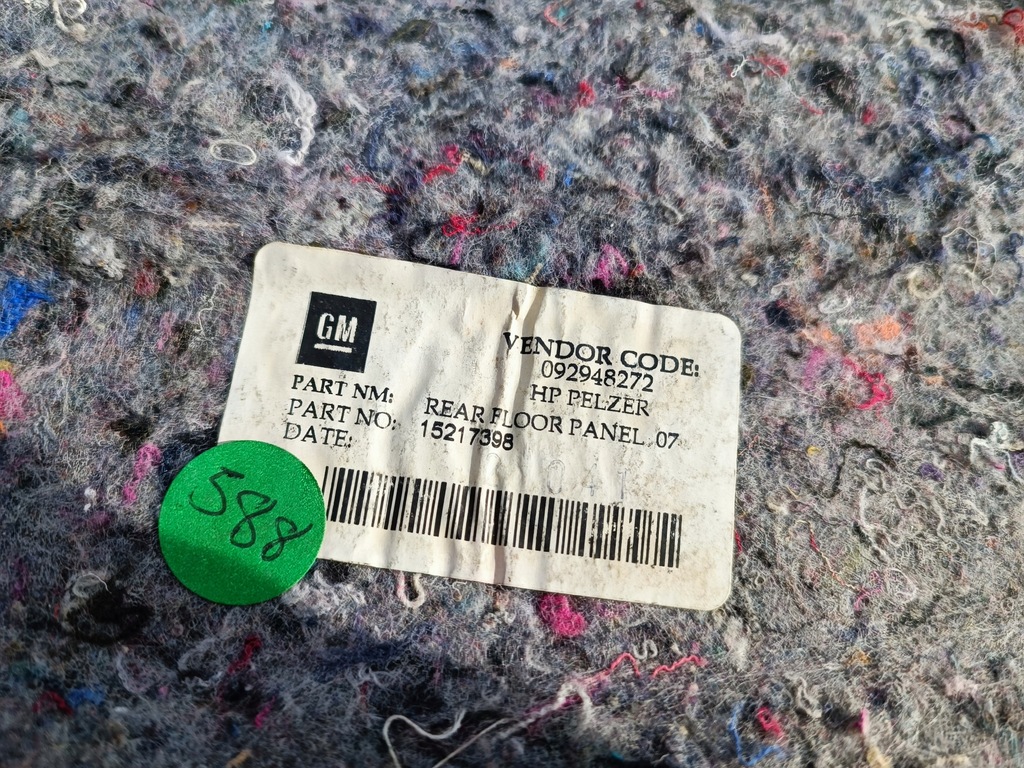 GM
VENDOR CODE:
092948272
HP PELZER
PART NM: REAR FLOOR PANEL 07
PART NO: 15217398
DATE:
588